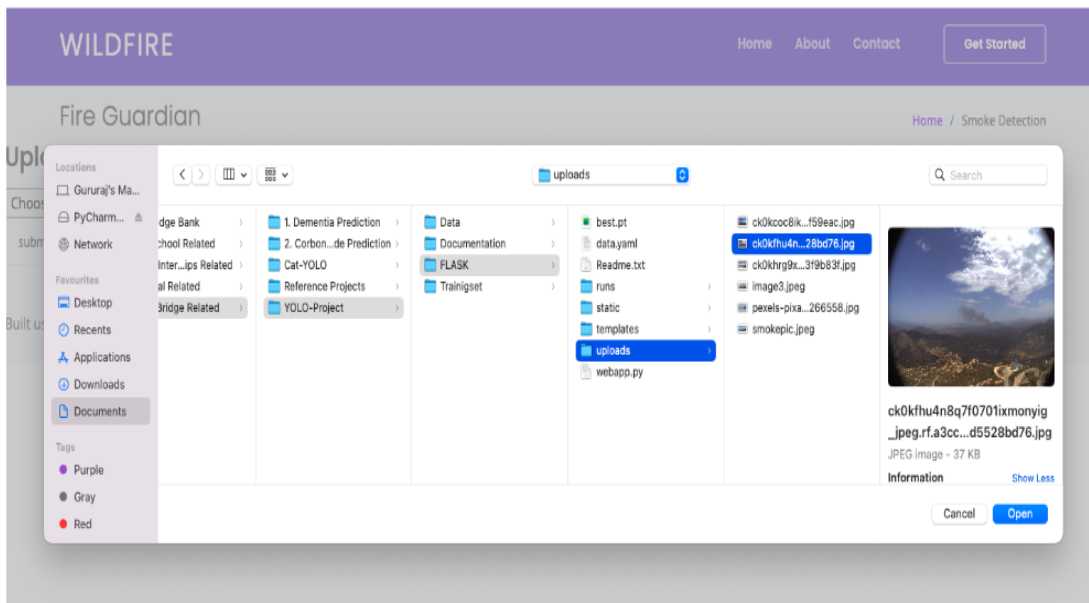 WILDFIRE
Home About Contact Get Started
Fire Guardian
Home / Smoke Detection
Uplo
Choos
subm
Built us
Locations
Gururaj's Ma...
PyCharm...
Network
Favourites
Desktop
Recents
Applications
Downloads
Documents
Tags
Purple
Gray
Red
uploads
Search
dge Bank
chool Related
Inter...ips Related
al Related
Bridge Related
1. Dementia Prediction
2. Corbon...de Prediction
Cat-YOLO
Reference Projects
YOLO-Project
Data
Documentation
FLASK
Trainigset
best.pt
data.yaml
Readme.txt
runs
static
templates
uploads
webapp.py
ck0kcoc8ik...f59eac.jpg
ck0kfhu4n...28bd76.jpg
ck0khrg9x...3f9b83f.jpg
image3.jpeg
pexels-pixa...266558.jpg
smokepic.jpeg
ck0kfhu4n8q7f0701ixmonyig
_jpeg.rf.a3cc...d5528bd76.jpg
JPEG image - 37 KB
Information Show Less
Cancel Open